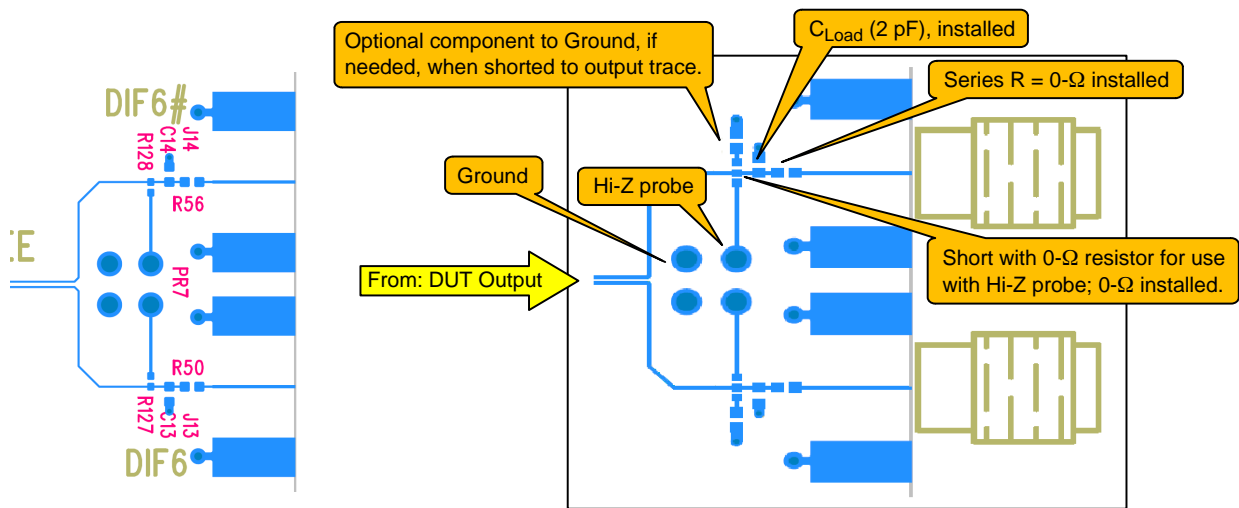 DIF6#
J14
C14
R128
R56
EE
PR7
R50
R127
C13
J13
DIF6
Optional component to Ground, if
needed, when shorted to output trace.
CLoad (2 pF), installed
Series R = 0-Ω installed
Ground
Hi-Z probe
From: DUT Output
Short with 0-Ω resistor for use
with Hi-Z probe; 0-Ω installed.